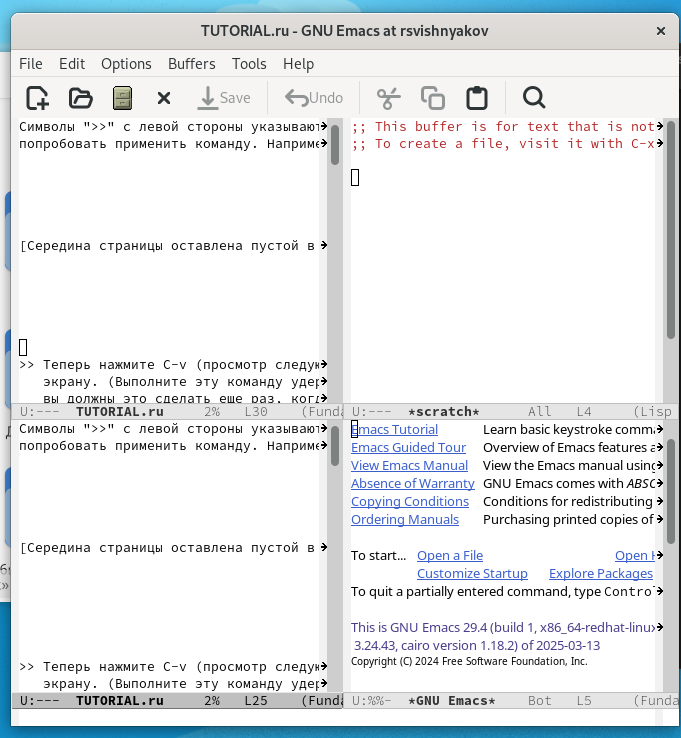 TUTORIAL.ru - GNU Emacs at rsvishnyakov
File Edit Options Buffers Tools Help
Save Undo
Символы ">>" с левой стороны указывают
попробовать применить команду. Наприме
[Середина страницы оставлена пустой в
>> Теперь нажмите C-v (просмотр следую
экрану. (Выполните эту команду удер
вы должны это сделать еще раз, когд
U:--- TUTORIAL.ru 2% L30 (Funda
;; This buffer is for text that is not
;; To create a file, visit it with C-x
U:--- *scratch* All L4 (Lisp
Символы ">>" с левой стороны указывают
попробовать применить команду. Наприме
[Середина страницы оставлена пустой в
>> Теперь нажмите C-v (просмотр следую
экрану. (Выполните эту команду удер
U:--- TUTORIAL.ru 2% L25 (Funda
Emacs Tutorial Learn basic keystroke comma
Emacs Guided Tour Overview of Emacs features a
View Emacs Manual View the Emacs manual using
Absence of Warranty GNU Emacs comes with ABSO
Copying Conditions Conditions for redistributing
Ordering Manuals Purchasing printed copies of
To start... Open a File Open H
Customize Startup Explore Packages
To quit a partially entered command, type Contro
This is GNU Emacs 29.4 (build 1, x86_64-redhat-linux
3.24.43, cairo version 1.18.2) of 2025-03-13
Copyright (C) 2024 Free Software Foundation, Inc.
U:%%- *GNU Emacs* Bot L5 (Funda